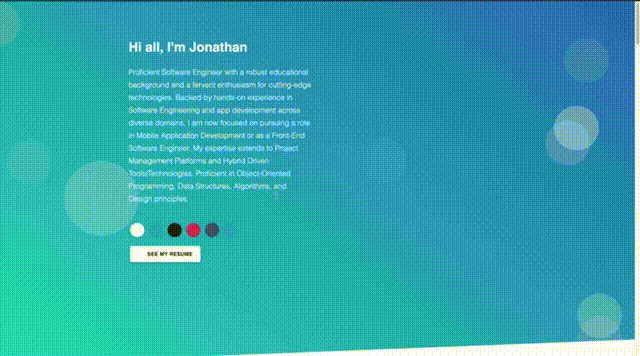 Hi all, I'm Jonathan
Proficient Software Engineer with a robust educational
background and a fervent enthusiasm for cutting-edge
technologies. Backed by hands-on experience in
Software Engineering and app development across
diverse domains, I am now focused on pursuing a role
in Mobile Application Development or as a Front-End
Software Engineer. My expertise extends to Project
Management Platforms and Hybrid Driven
Tools/Technologies. Proficient in Object-Oriented
Programming, Data Structures, Algorithms, and
Design principles
SEE MY RESUME